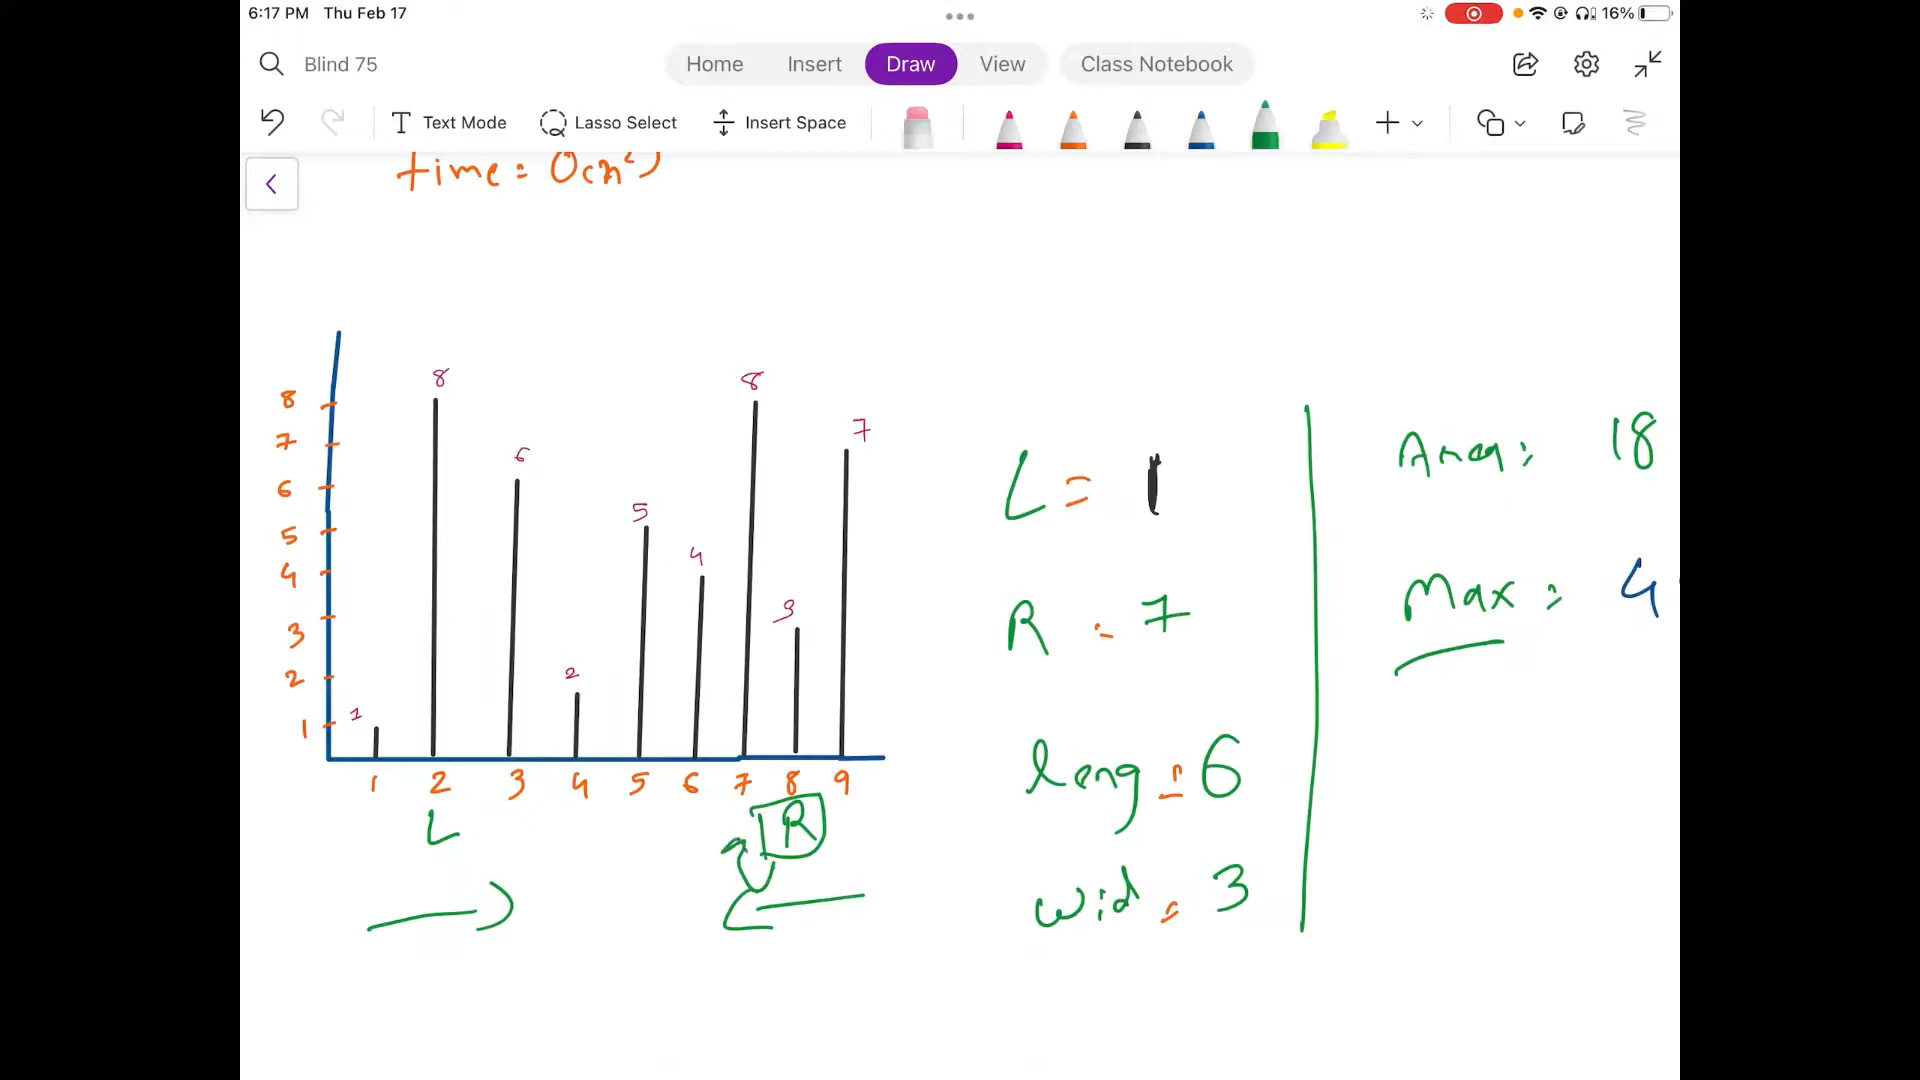 6:17 PM Thu Feb 17
16%
Blind 75
Home Insert Draw View Class Notebook
Text Mode Lasso Select Insert Space
time = O(n²)
8
7
6
5
4
3
2
1
1
8
6
2
5
4
8
3
7
1 2 3 4 5 6 7 8 9
L
R
L = 1
R = 7
leng = 6
wid = 3
Area: 18
Max: 4